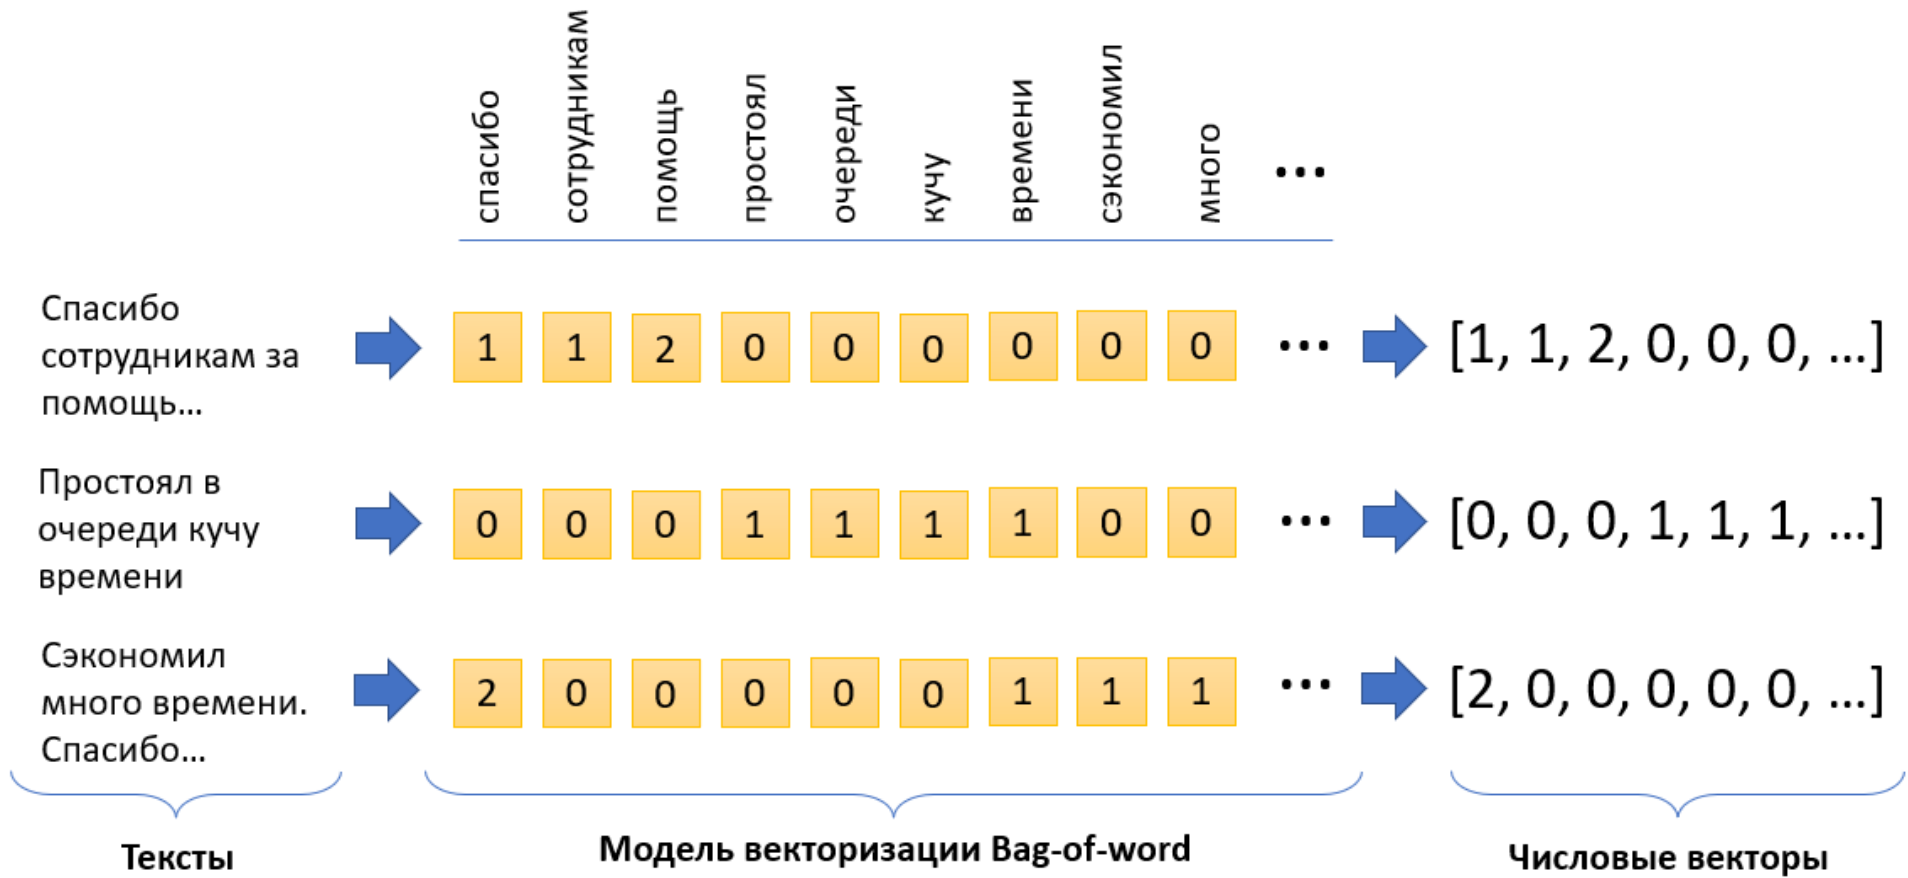 спасибо
сотрудникам
помощь
простоял
очереди
кучу
времени
сэкономил
много
...
Спасибо
сотрудникам за
помощь...
1 1 2 0 0 0 0 0 0 ...
[1, 1, 2, 0, 0, 0, ...]
Простоял в
очереди кучу
времени
0 0 0 1 1 1 1 0 0 ...
[0, 0, 0, 1, 1, 1, ...]
Сэкономил
много времени.
Спасибо...
2 0 0 0 0 0 1 1 1 ...
[2, 0, 0, 0, 0, 0, ...]
Тексты
Модель векторизации Bag-of-word
Числовые векторы